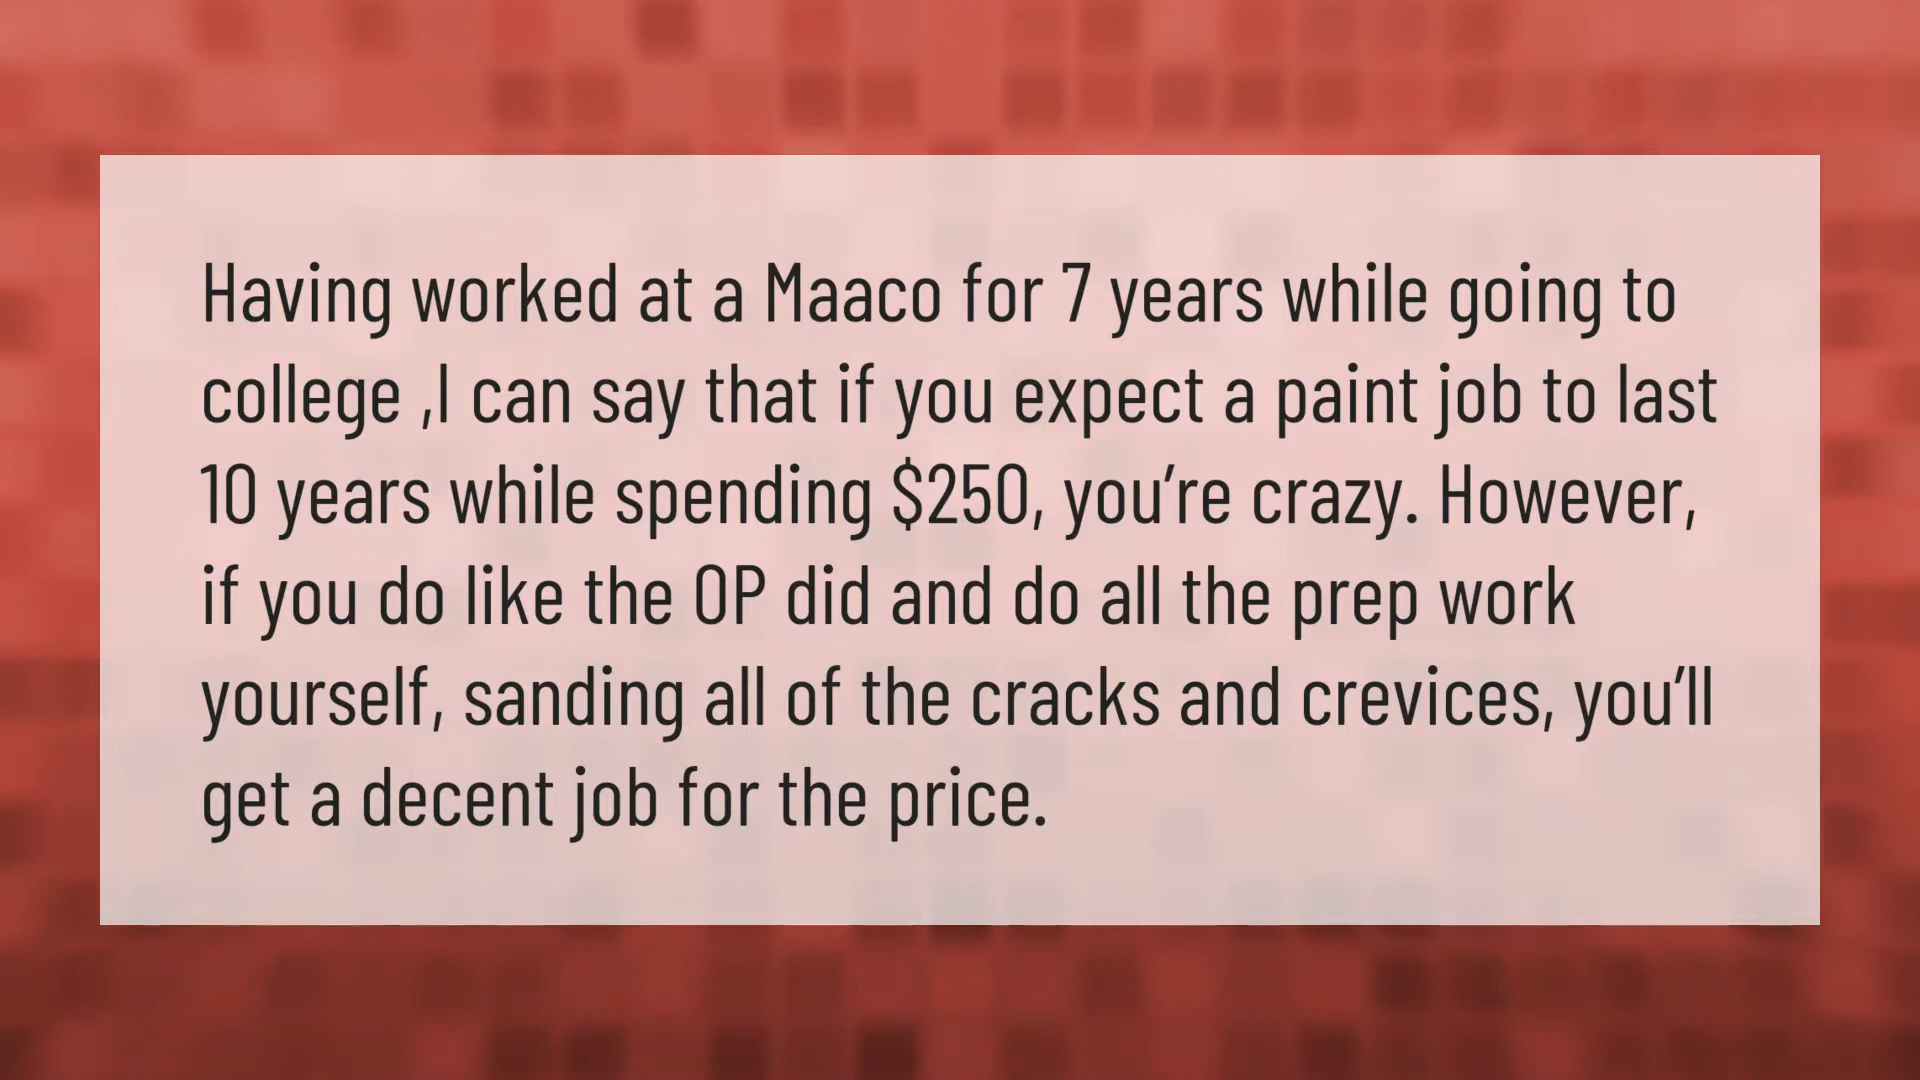 Having worked at a Maaco for 7 years while going to
college ,I can say that if you expect a paint job to last
10 years while spending $250, you’re crazy. However,
if you do like the OP did and do all the prep work
yourself, sanding all of the cracks and crevices, you’ll
get a decent job for the price.